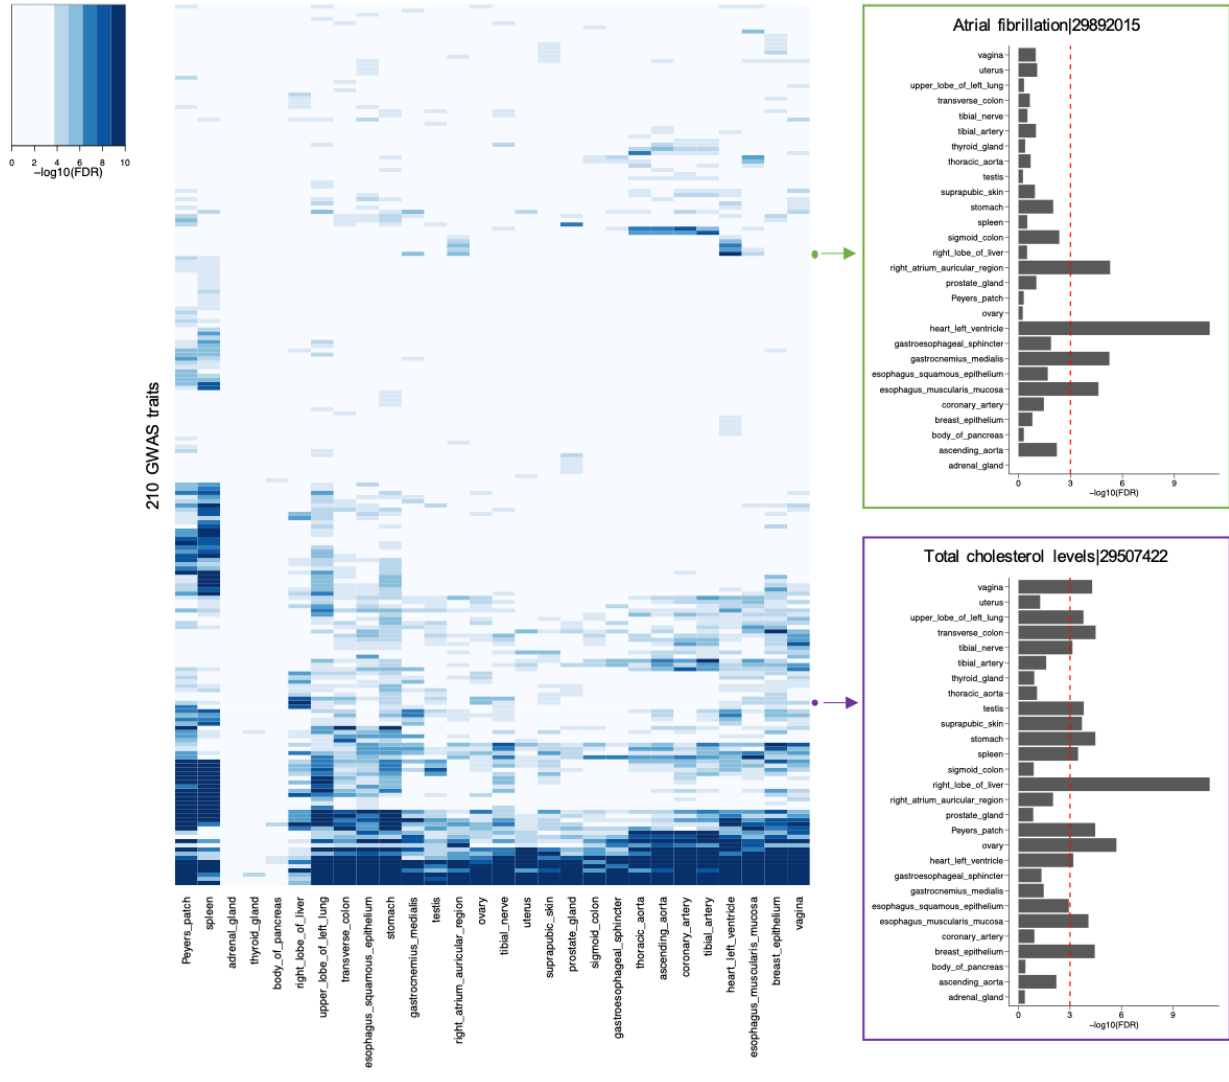 0 2 4 6 8 10
−log10(FDR)
210 GWAS traits
Peyers_patch
spleen
adrenal_gland
thyroid_gland
body_of_pancreas
right_lobe_of_liver
upper_lobe_of_left_lung
transverse_colon
esophagus_squamous_epithelium
stomach
gastrocnemius_medialis
testis
right_atrium_auricular_region
ovary
tibial_nerve
uterus
suprapubic_skin
prostate_gland
sigmoid_colon
gastroesophageal_sphincter
thoracic_aorta
ascending_aorta
coronary_artery
tibial_artery
heart_left_ventricle
esophagus_muscularis_mucosa
breast_epithelium
vagina
Atrial fibrillation|29892015
vagina
uterus
upper_lobe_of_left_lung
transverse_colon
tibial_nerve
tibial_artery
thyroid_gland
thoracic_aorta
testis
suprapubic_skin
stomach
spleen
sigmoid_colon
right_lobe_of_liver
right_atrium_auricular_region
prostate_gland
Peyers_patch
ovary
heart_left_ventricle
gastroesophageal_sphincter
gastrocnemius_medialis
esophagus_squamous_epithelium
esophagus_muscularis_mucosa
coronary_artery
breast_epithelium
body_of_pancreas
ascending_aorta
adrenal_gland
0 3 6 9
−log10(FDR)
Total cholesterol levels|29507422
vagina
uterus
upper_lobe_of_left_lung
transverse_colon
tibial_nerve
tibial_artery
thyroid_gland
thoracic_aorta
testis
suprapubic_skin
stomach
spleen
sigmoid_colon
right_lobe_of_liver
right_atrium_auricular_region
prostate_gland
Peyers_patch
ovary
heart_left_ventricle
gastroesophageal_sphincter
gastrocnemius_medialis
esophagus_squamous_epithelium
esophagus_muscularis_mucosa
coronary_artery
breast_epithelium
body_of_pancreas
ascending_aorta
adrenal_gland
0 3 6 9
−log10(FDR)